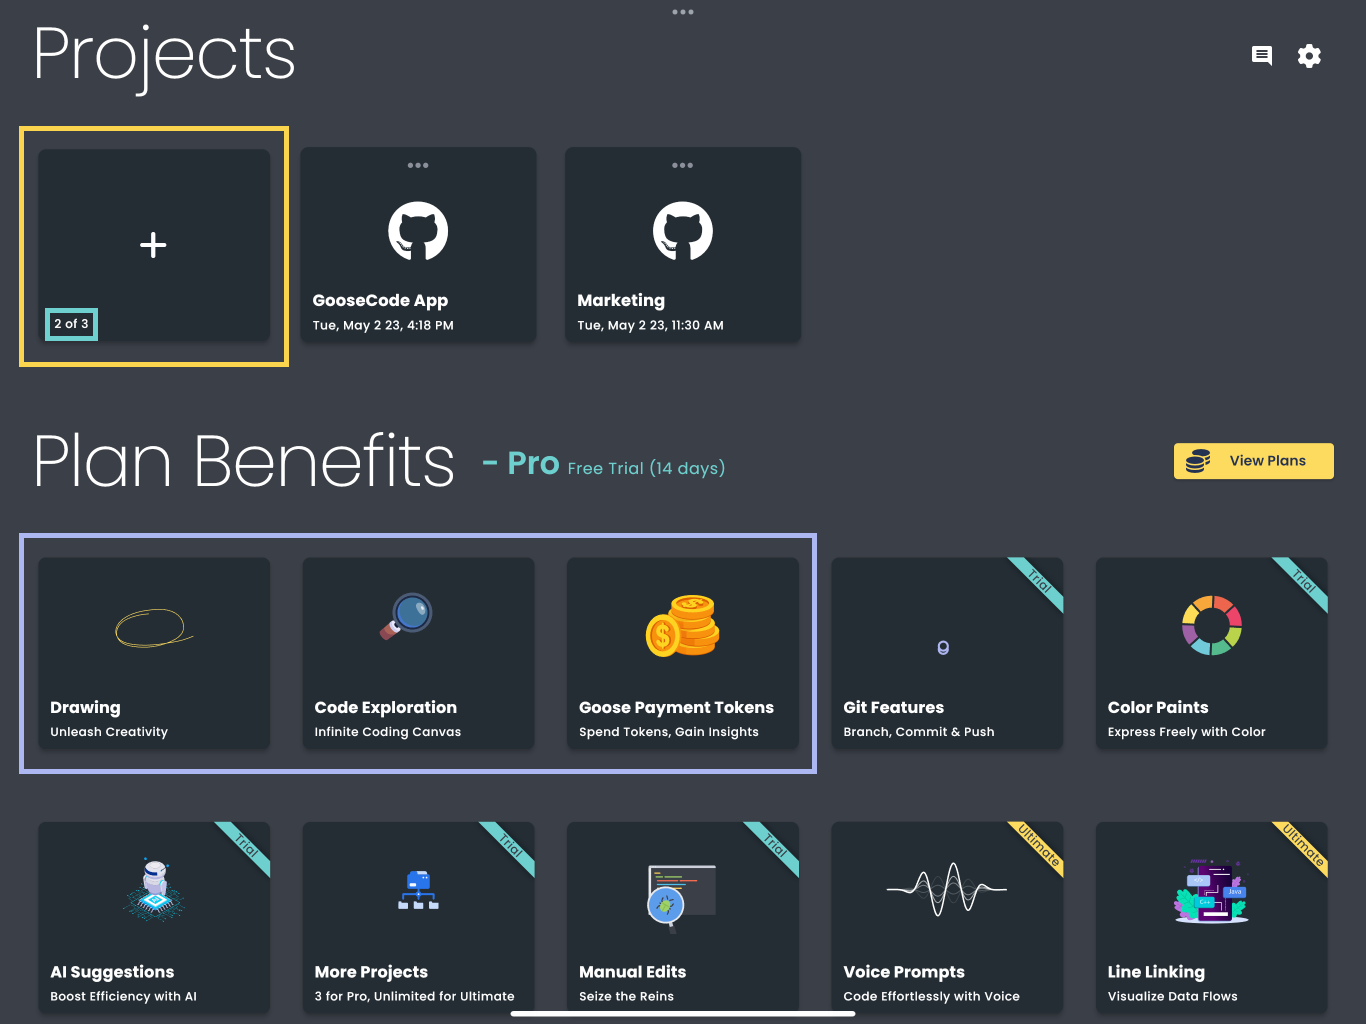 Projects
2 of 3
GooseCode App
Tue, May 2 23, 4:18 PM
Marketing
Tue, May 2 23, 11:30 AM
Plan Benefits - Pro Free Trial (14 days)
View Plans
Drawing
Unleash Creativity
Code Exploration
Infinite Coding Canvas
Goose Payment Tokens
Spend Tokens, Gain Insights
Trial
Git Features
Branch, Commit & Push
Trial
Color Paints
Express Freely with Color
Trial
AI Suggestions
Boost Efficiency with AI
Trial
More Projects
3 for Pro, Unlimited for Ultimate
Trial
Manual Edits
Seize the Reins
Ultimate
Voice Prompts
Code Effortlessly with Voice
Ultimate
Java
C++
Line Linking
Visualize Data Flows